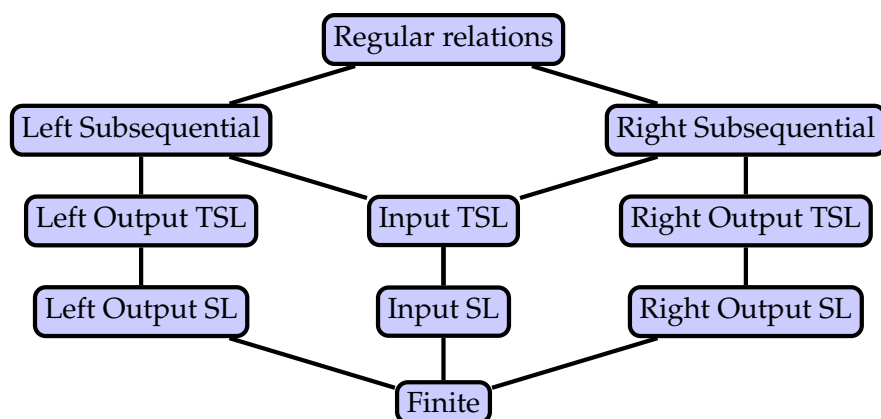 Regular relations
Left Subsequential
Right Subsequential
Left Output TSL
Input TSL
Right Output TSL
Left Output SL
Input SL
Right Output SL
Finite